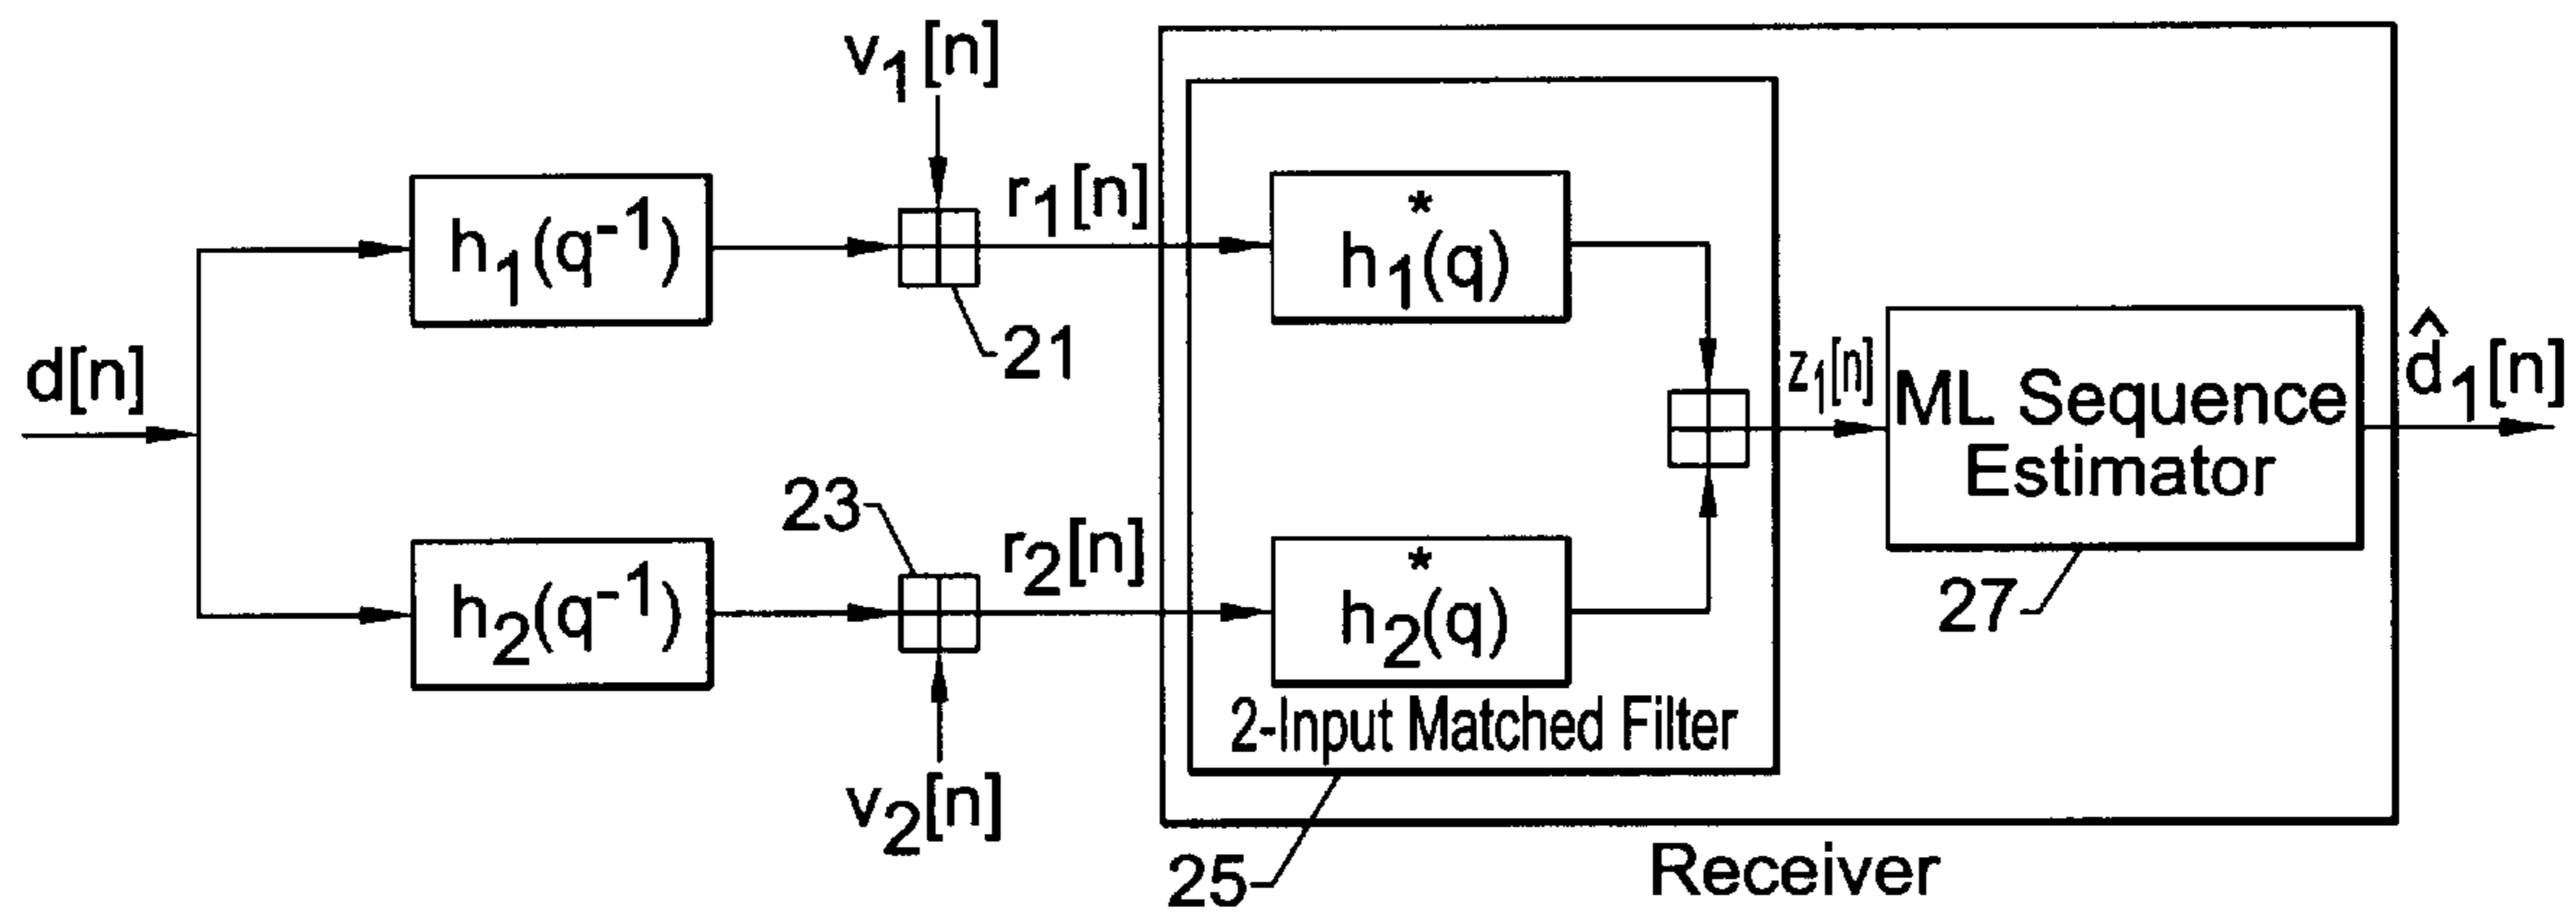 v₁[n]
h₁(q⁻¹)
r₁[n]
*
h₁(q)
21
d[n]
z₁[n]
ML Sequence
Estimator
d̂₁[n]
23
h₂(q⁻¹)
r₂[n]
*
h₂(q)
27
2-Input Matched Filter
v₂[n]
25
Receiver